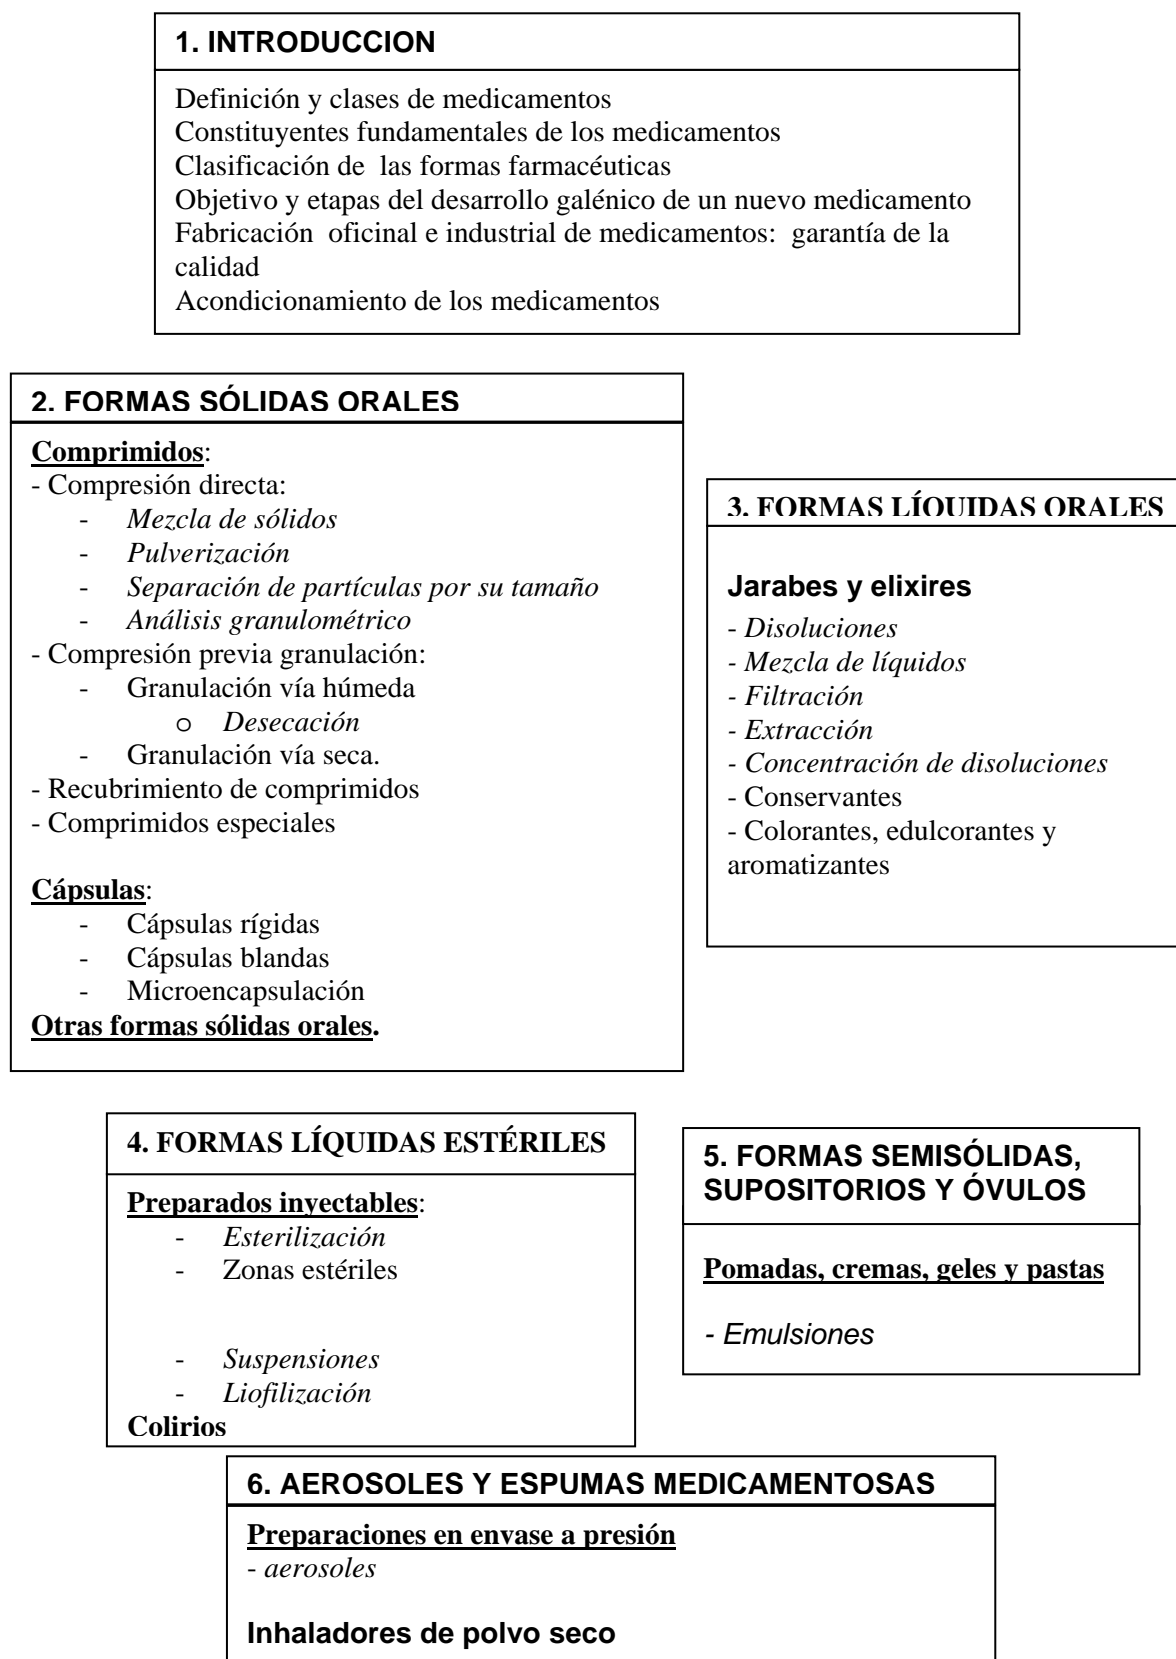 1. INTRODUCCION
Definición y clases de medicamentos
Constituyentes fundamentales de los medicamentos
Clasificación de  las formas farmacéuticas
Objetivo y etapas del desarrollo galénico de un nuevo medicamento
Fabricación  oficinal e industrial de medicamentos:  garantía de la
calidad
Acondicionamiento de los medicamentos
2. FORMAS SÓLIDAS ORALES
Comprimidos:
- Compresión directa:
- Mezcla de sólidos
- Pulverización
- Separación de partículas por su tamaño
- Análisis granulométrico
- Compresión previa granulación:
- Granulación vía húmeda
o Desecación
- Granulación vía seca.
- Recubrimiento de comprimidos
- Comprimidos especiales
Cápsulas:
- Cápsulas rígidas
- Cápsulas blandas
- Microencapsulación
Otras formas sólidas orales.
3. FORMAS LÍQUIDAS ORALES
Jarabes y elixires
- Disoluciones
- Mezcla de líquidos
- Filtración
- Extracción
- Concentración de disoluciones
- Conservantes
- Colorantes, edulcorantes y
aromatizantes
4. FORMAS LÍQUIDAS ESTÉRILES
Preparados inyectables:
- Esterilización
- Zonas estériles
- Suspensiones
- Liofilización
Colirios
5. FORMAS SEMISÓLIDAS,
SUPOSITORIOS Y ÓVULOS
Pomadas, cremas, geles y pastas
- Emulsiones
6. AEROSOLES Y ESPUMAS MEDICAMENTOSAS
Preparaciones en envase a presión
- aerosoles
Inhaladores de polvo seco